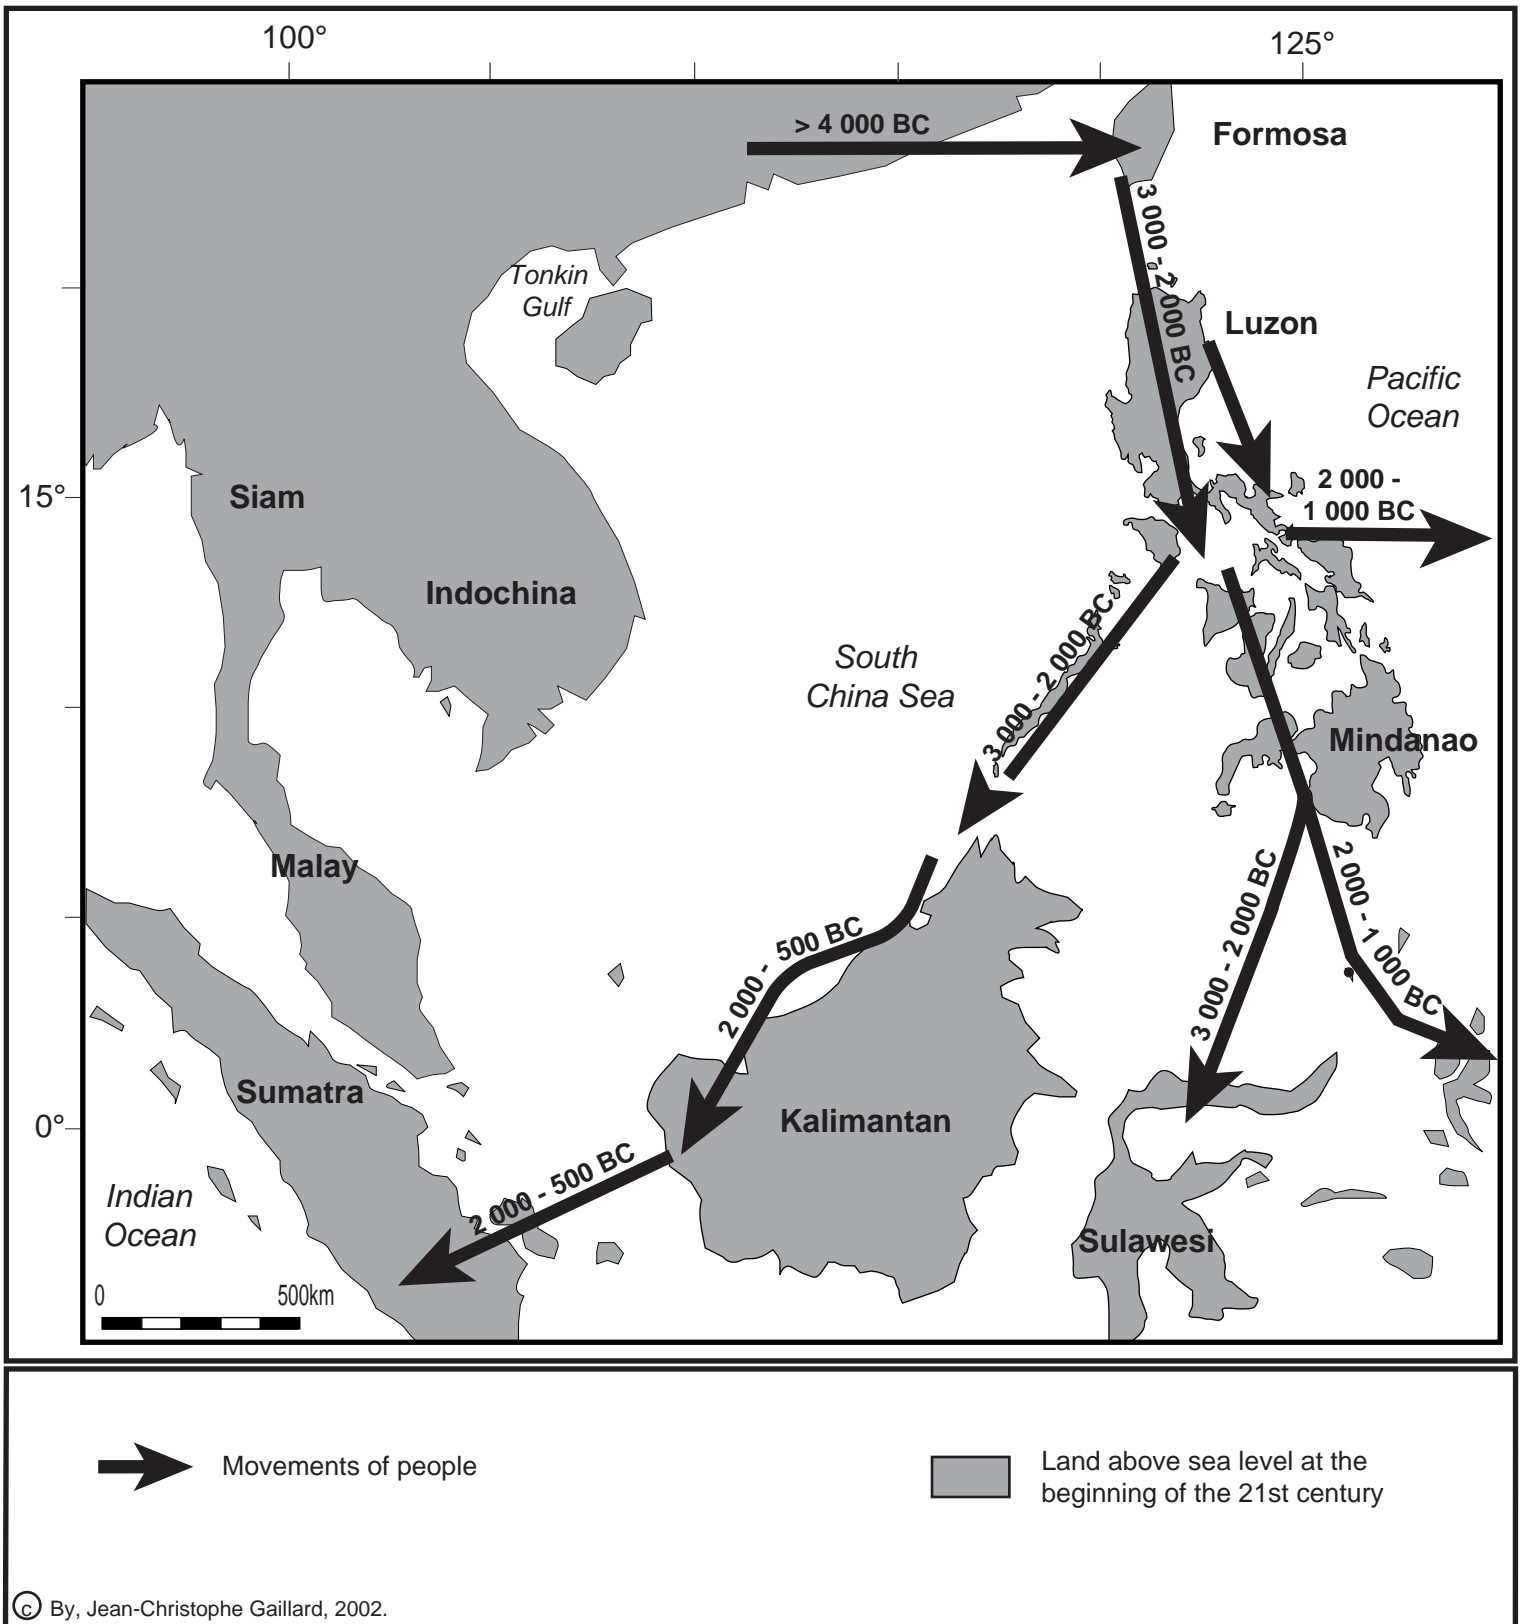 100°
125°
> 4 000 BC
Formosa
3 000 - 2 000 BC
Tonkin
Gulf
Luzon
Pacific
Ocean
15°
Siam
2 000 -
1 000 BC
Indochina
South
China Sea
3 000 - 2 000 BC
Mindanao
Malay
2 000 - 500 BC
3 000 - 2 000 BC
2 000 - 1 000 BC
Sumatra
Kalimantan
0°
2 000 - 500 BC
Indian
Ocean
Sulawesi
0
500km
Movements of people
Land above sea level at the
beginning of the 21st century
© By, Jean-Christophe Gaillard, 2002.